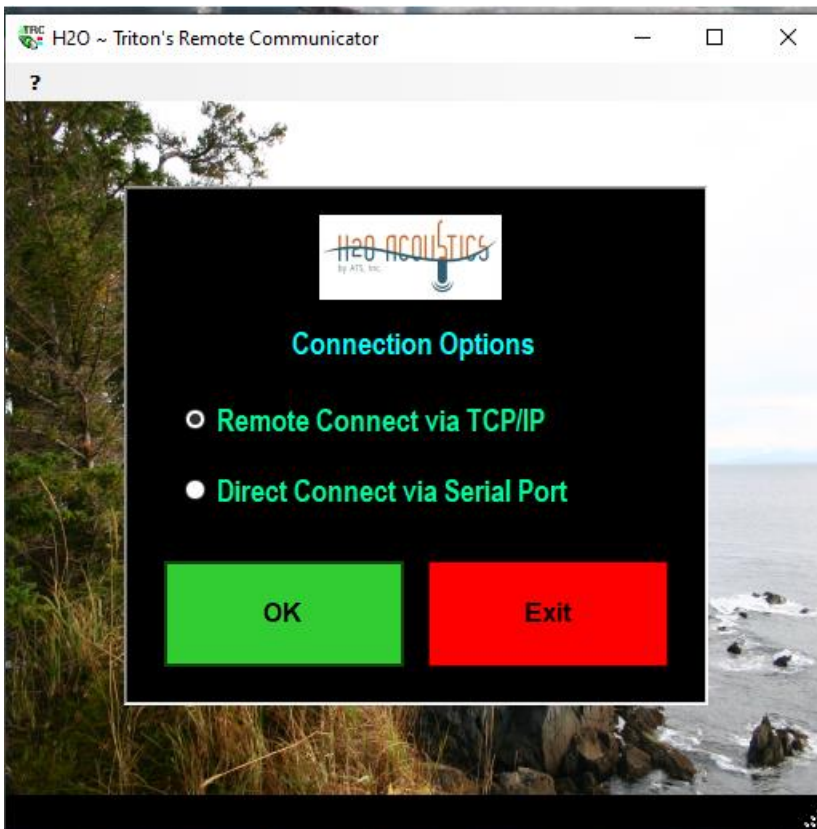 TRC
H2O ~ Triton's Remote Communicator
?
H2O ACOUSTICS
by ATS, Inc.
Connection Options
Remote Connect via TCP/IP
Direct Connect via Serial Port
OK Exit